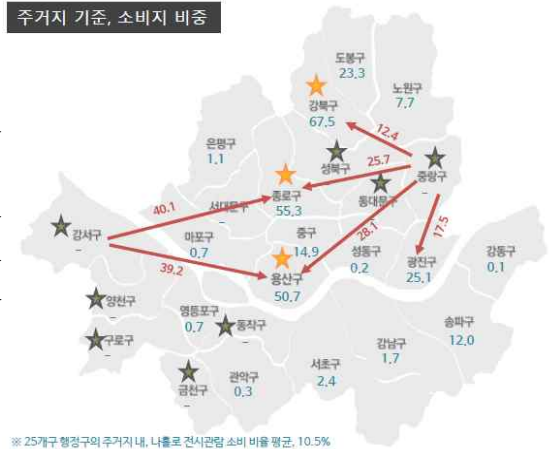 주거지 기준, 소비지 비중
도봉구
23.3
노원구
7.7
강북구
67.5
12.4
은평구
1.1
성북구
25.7
중랑구
-
종로구
55.3
서대문구
-
동대문구
-
40.1
강서구
-
마포구
0.7
중구
14.9
28.1
17.5
성동구
0.2
광진구
25.1
강동구
0.1
39.2
용산구
50.7
양천구
-
영등포구
0.7
동작구
-
구로구
-
송파구
12.0
강남구
1.7
서초구
2.4
금천구
-
관악구
0.3
※ 25개구 행정구의 주거지 내, 나홀로 전시관람 소비 비율 평균, 10.5%